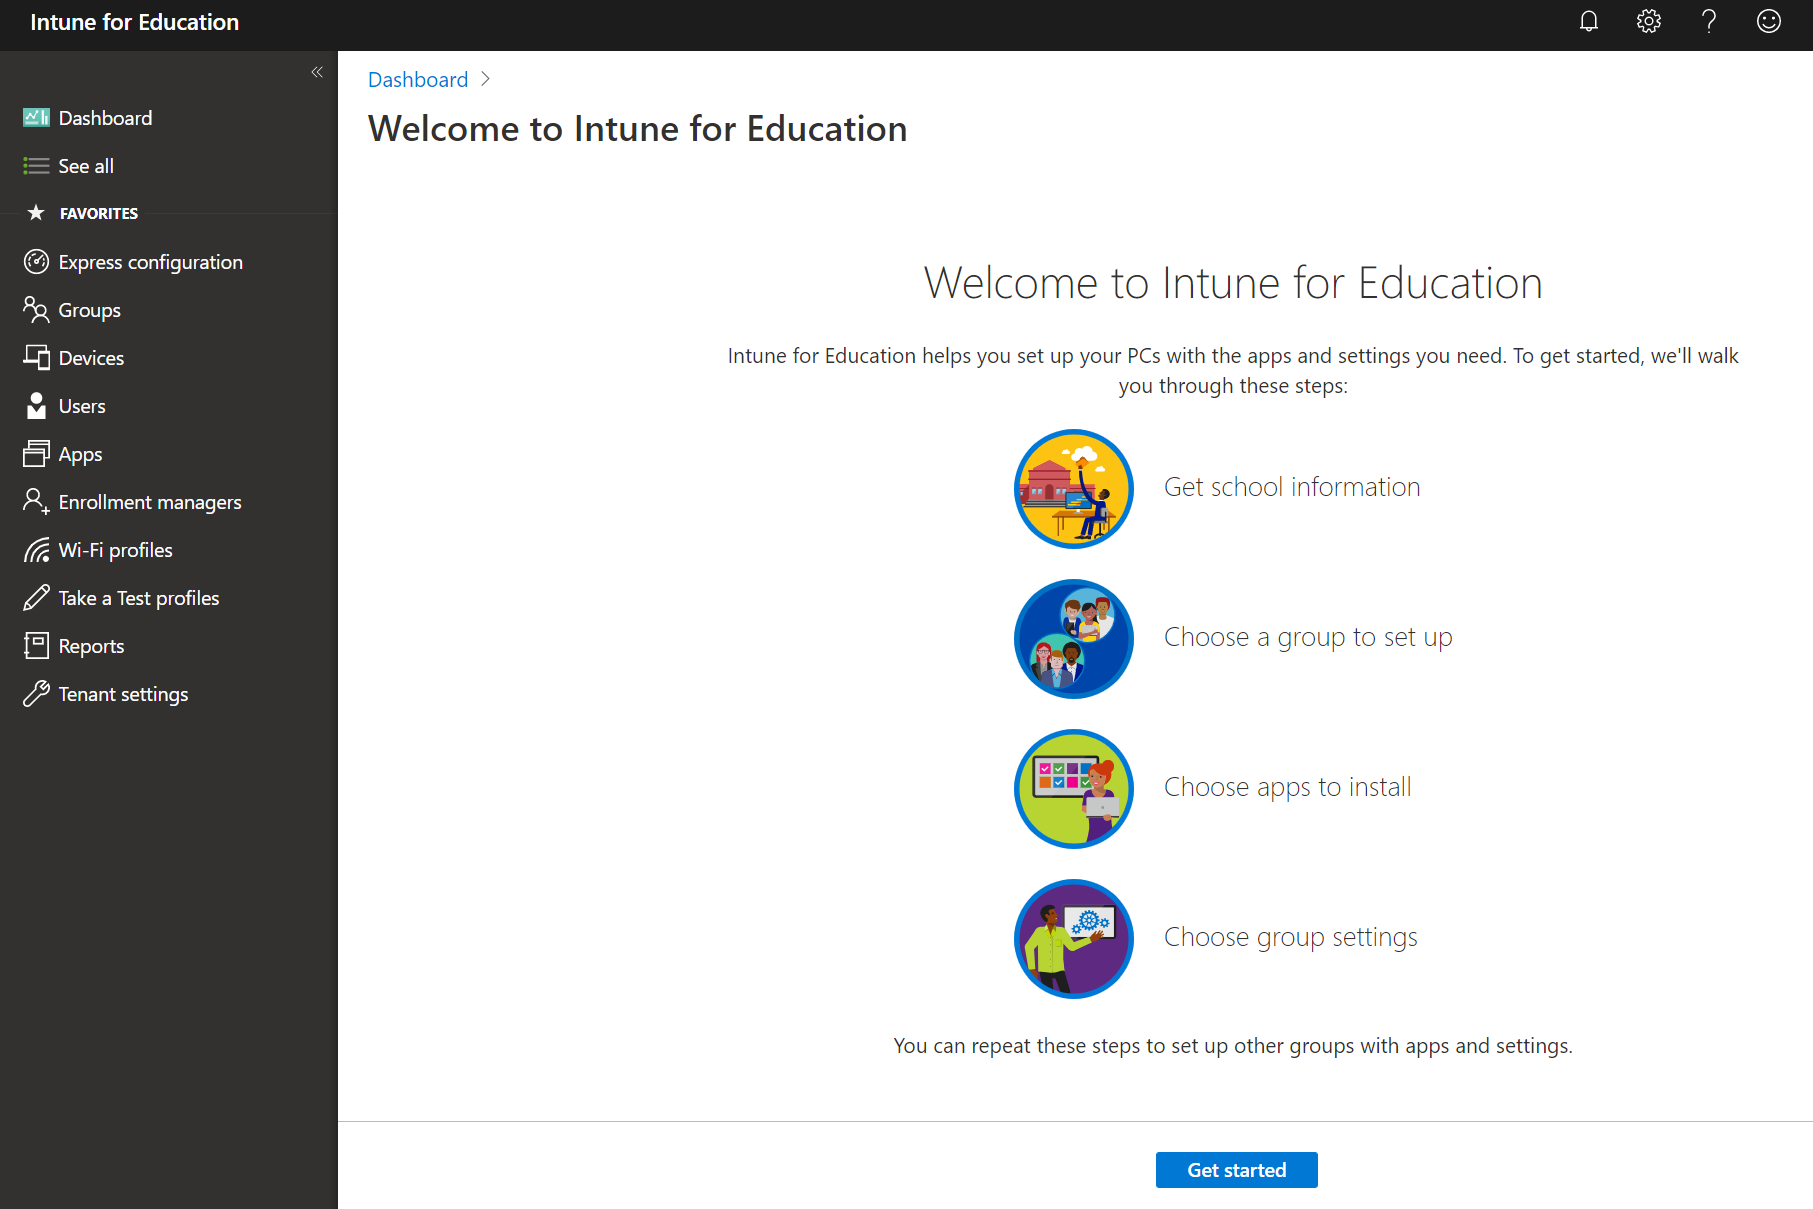 Intune for Education
Dashboard
See all
FAVORITES
Express configuration
Groups
Devices
Users
Apps
Enrollment managers
Wi-Fi profiles
Take a Test profiles
Reports
Tenant settings
Dashboard
Welcome to Intune for Education
Welcome to Intune for Education
Intune for Education helps you set up your PCs with the apps and settings you need. To get started, we'll walk
you through these steps:
Get school information
Choose a group to set up
Choose apps to install
Choose group settings
You can repeat these steps to set up other groups with apps and settings.
Get started